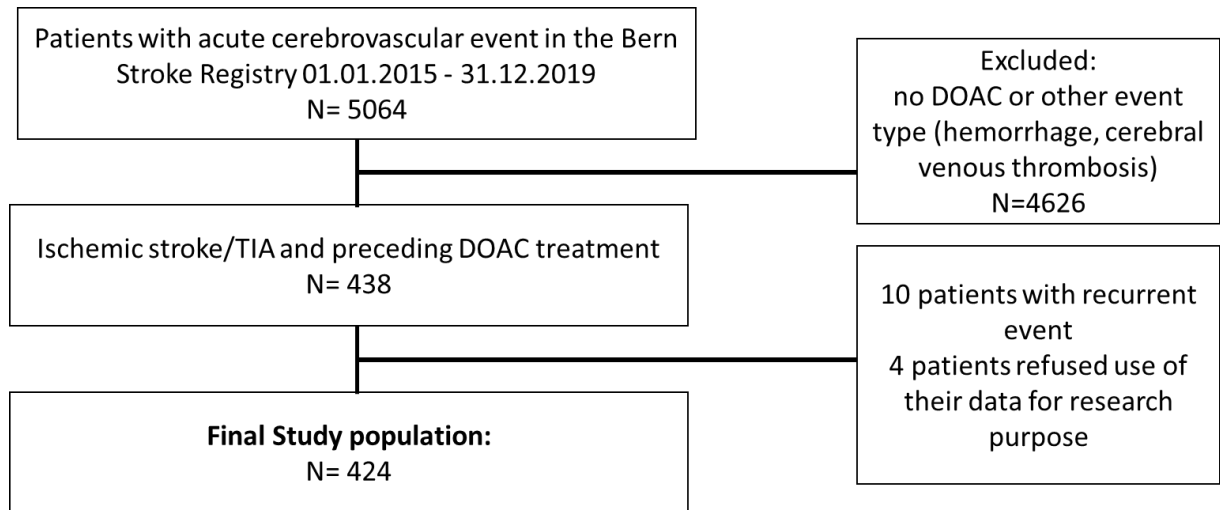 Patients with acute cerebrovascular event in the Bern
Stroke Registry 01.01.2015 - 31.12.2019
N= 5064
Excluded:
no DOAC or other event
type (hemorrhage, cerebral
venous thrombosis)
N=4626
Ischemic stroke/TIA and preceding DOAC treatment
N= 438
10 patients with recurrent
event
4 patients refused use of
their data for research
purpose
Final Study population:
N= 424